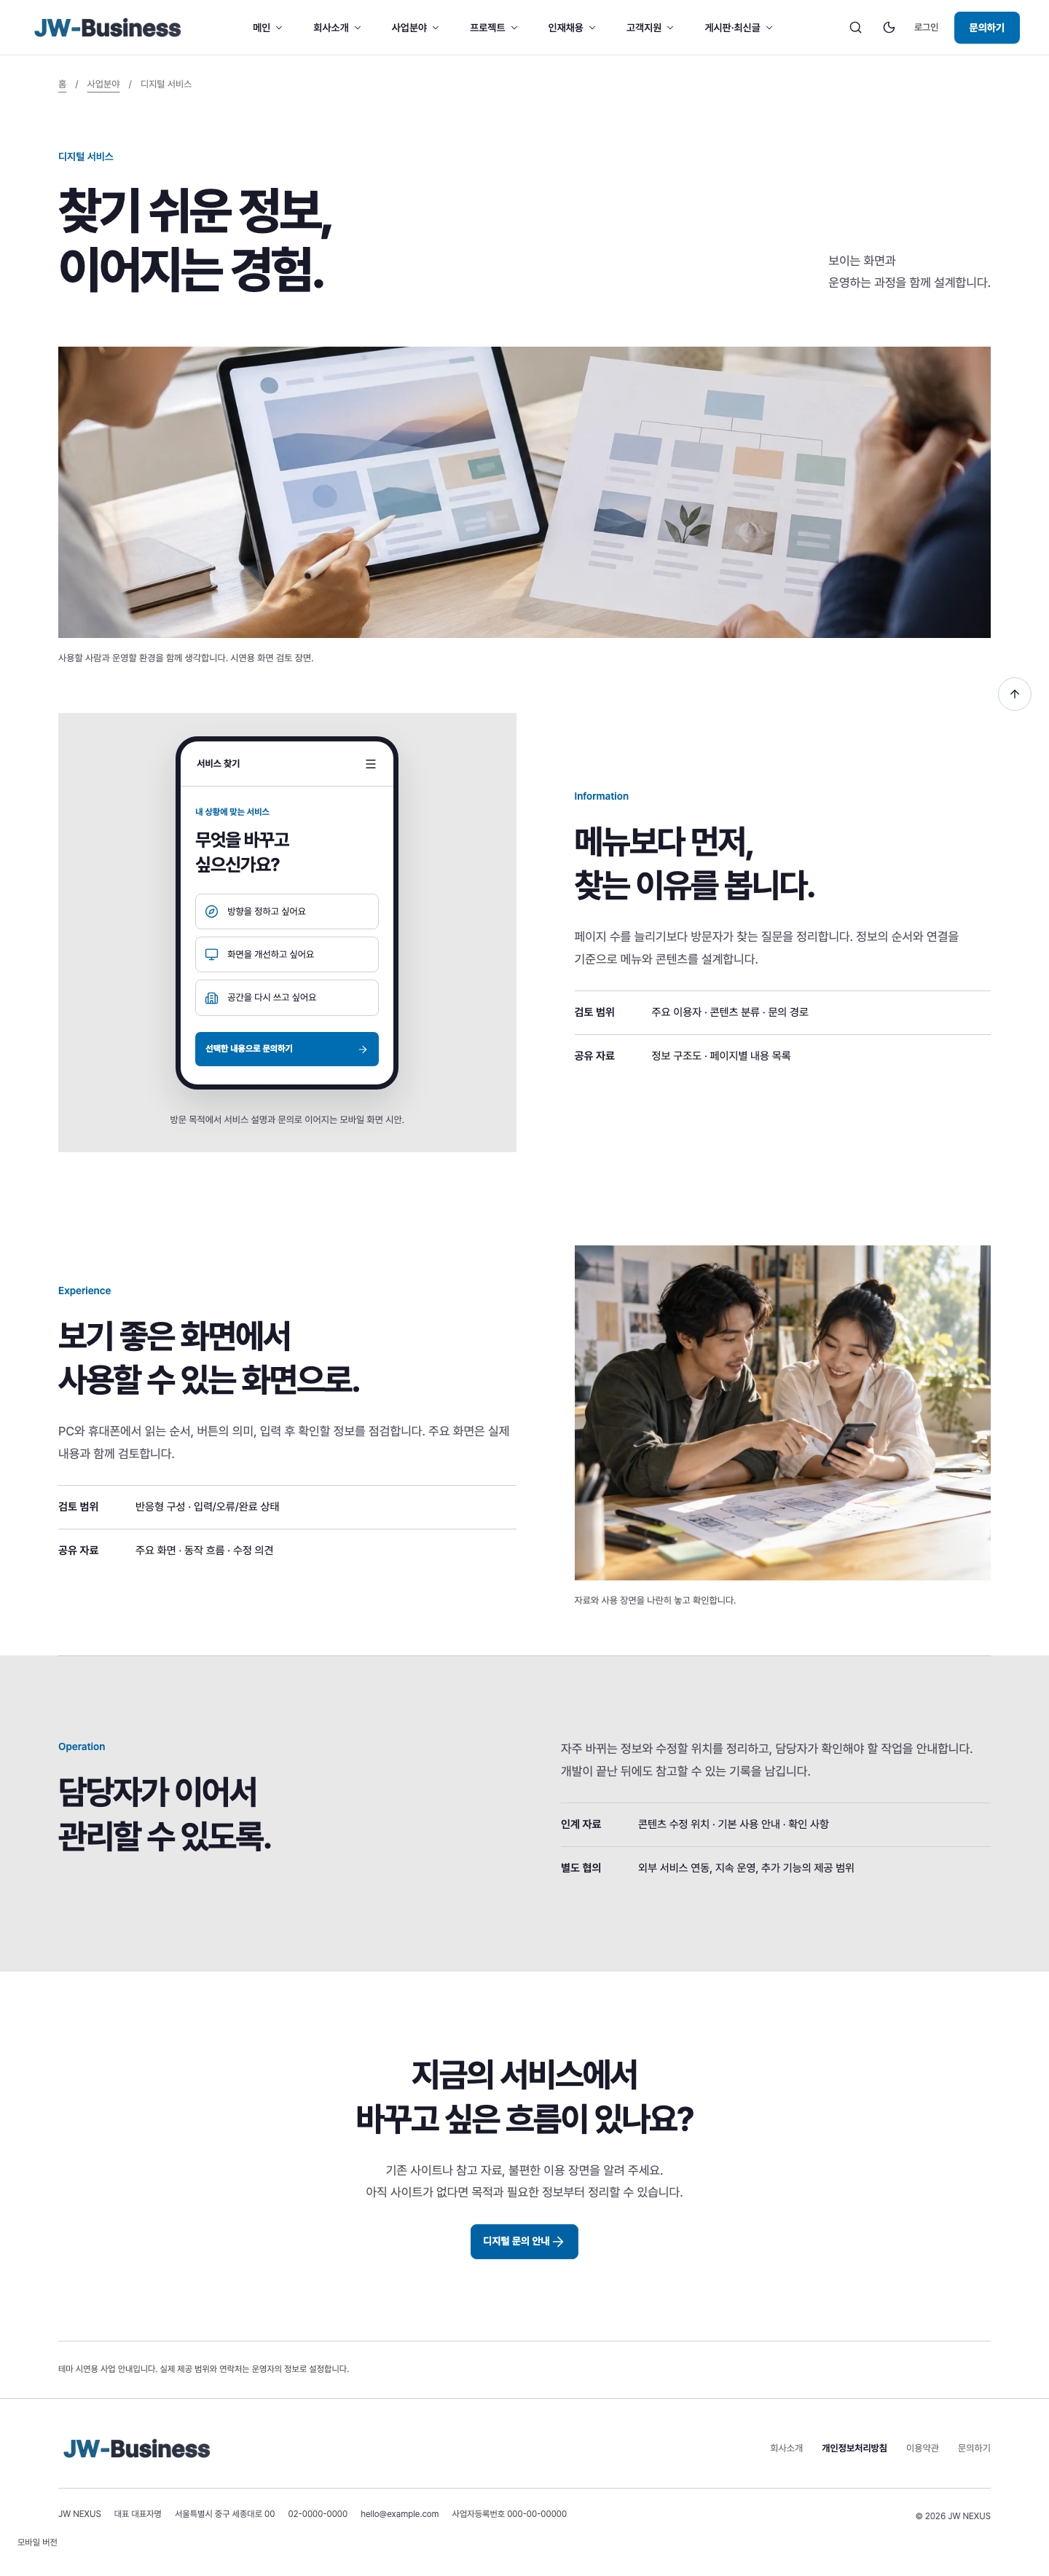 JW-Business
메인
회사소개
사업분야
프로젝트
인재채용
고객지원
게시판·최신글
로그인
문의하기
홈 / 사업분야 / 디지털 서비스
디지털 서비스
찾기 쉬운 정보,
이어지는 경험.
보이는 화면과
운영하는 과정을 함께 설계합니다.
사용할 사람과 운영할 환경을 함께 생각합니다. 시연용 화면 검토 장면.
서비스 찾기
내 상황에 맞는 서비스
무엇을 바꾸고
싶으신가요?
방향을 정하고 싶어요
화면을 개선하고 싶어요
공간을 다시 쓰고 싶어요
선택한 내용으로 문의하기
방문 목적에서 서비스 설명과 문의로 이어지는 모바일 화면 시안.
Information
메뉴보다 먼저,
찾는 이유를 봅니다.
페이지 수를 늘리기보다 방문자가 찾는 질문을 정리합니다. 정보의 순서와 연결을
기준으로 메뉴와 콘텐츠를 설계합니다.
검토 범위 주요 이용자 · 콘텐츠 분류 · 문의 경로
공유 자료 정보 구조도 · 페이지별 내용 목록
Experience
보기 좋은 화면에서
사용할 수 있는 화면으로.
PC와 휴대폰에서 읽는 순서, 버튼의 의미, 입력 후 확인할 정보를 점검합니다. 주요 화면은 실제
내용과 함께 검토합니다.
검토 범위 반응형 구성 · 입력/오류/완료 상태
공유 자료 주요 화면 · 동작 흐름 · 수정 의견
자료와 사용 장면을 나란히 놓고 확인합니다.
Operation
담당자가 이어서
관리할 수 있도록.
자주 바뀌는 정보와 수정할 위치를 정리하고, 담당자가 확인해야 할 작업을 안내합니다.
개발이 끝난 뒤에도 참고할 수 있는 기록을 남깁니다.
인계 자료 콘텐츠 수정 위치 · 기본 사용 안내 · 확인 사항
별도 협의 외부 서비스 연동, 지속 운영, 추가 기능의 제공 범위
지금의 서비스에서
바꾸고 싶은 흐름이 있나요?
기존 사이트나 참고 자료, 불편한 이용 장면을 알려 주세요.
아직 사이트가 없다면 목적과 필요한 정보부터 정리할 수 있습니다.
디지털 문의 안내
테마 시연용 사업 안내입니다. 실제 제공 범위와 연락처는 운영자의 정보로 설정합니다.
JW-Business
회사소개
개인정보처리방침
이용약관
문의하기
JW NEXUS 대표 대표자명 서울특별시 중구 세종대로 00 02-0000-0000 hello@example.com 사업자등록번호 000-00-00000
© 2026 JW NEXUS
모바일 버전